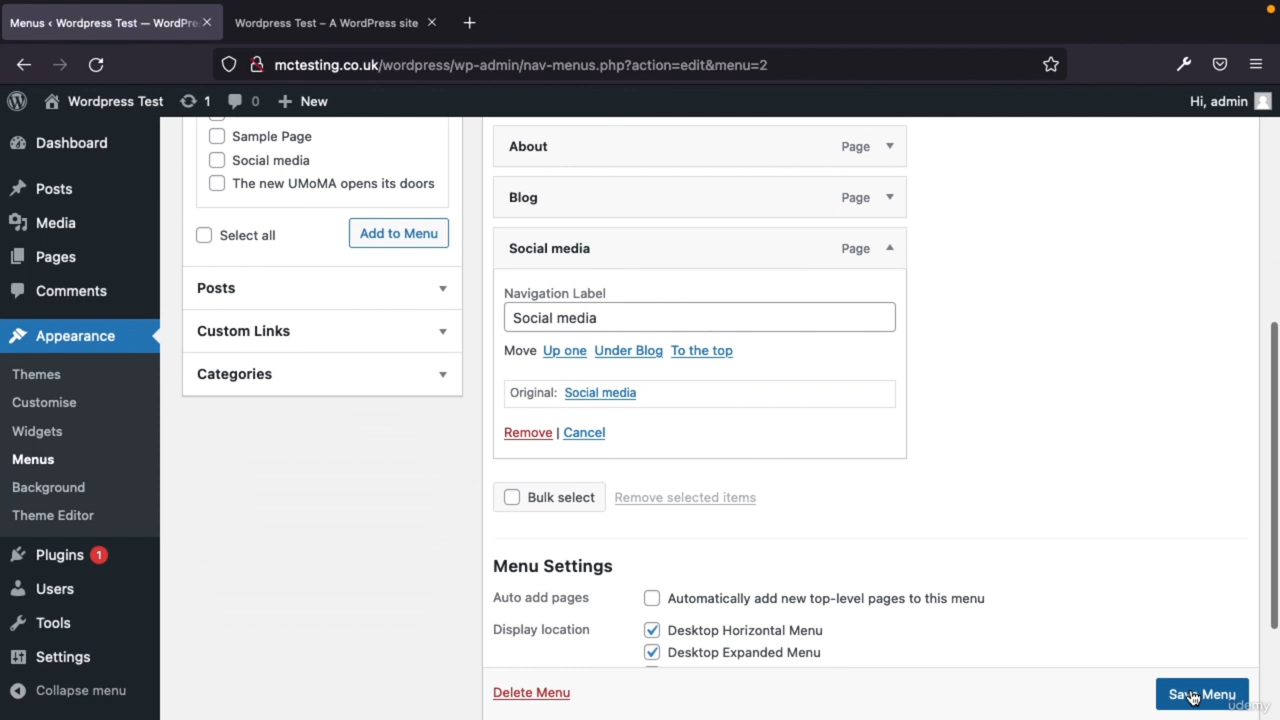 Menus ‹ Wordpress Test — WordPre
Wordpress Test – A WordPress site
mctesting.co.uk/wordpress/wp-admin/nav-menus.php?action=edit&menu=2
Wordpress Test
1
0
New
Hi, admin
Dashboard
Posts
Media
Pages
Comments
Appearance
Themes
Customise
Widgets
Menus
Background
Theme Editor
Plugins 1
Users
Tools
Settings
Collapse menu
Sample Page
Social media
The new UMoMA opens its doors
Select all
Add to Menu
Posts
Custom Links
Categories
About Page
Blog Page
Social media Page
Navigation Label
Social media
Move Up one Under Blog To the top
Original: Social media
Remove | Cancel
Bulk select Remove selected items
Menu Settings
Auto add pages
Automatically add new top-level pages to this menu
Display location
Desktop Horizontal Menu
Desktop Expanded Menu
Delete Menu
Save Menu
udemy